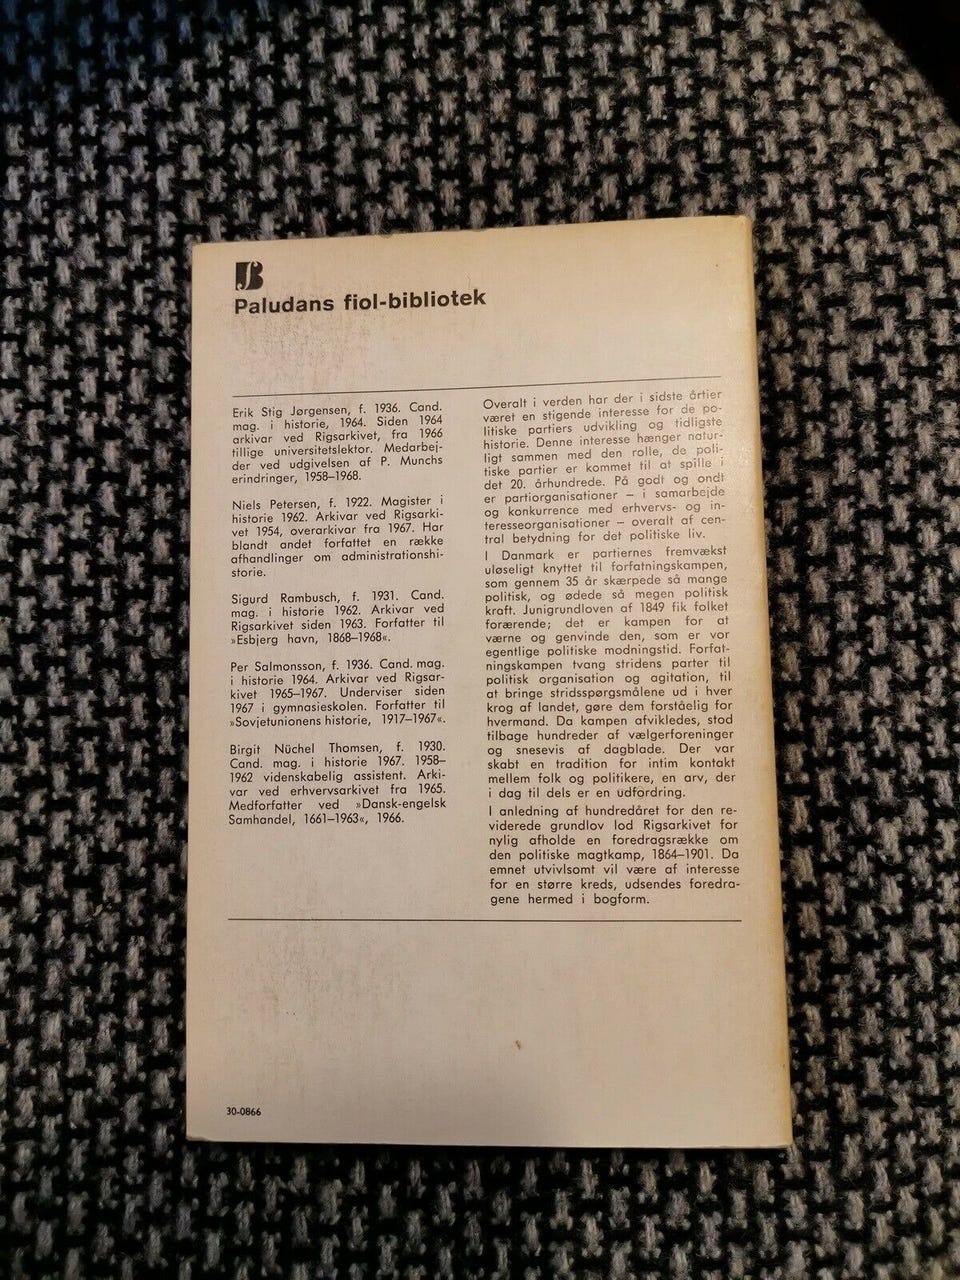 Paludans fiol-bibliotek
Erik Stig Jørgensen, f. 1936. Cand.
mag. i historie, 1964. Siden 1964
arkivar ved Rigsarkivet, fra 1966
tillige universitetslektor. Medarbej-
der ved udgivelsen af P. Munchs
erindringer, 1958–1968.
Niels Petersen, f. 1922. Magister i
historie 1962. Arkivar ved Rigsarki-
vet 1954, overarkivar fra 1967. Har
blandt andet forfattet en række
afhandlinger om administrationshi-
storie.
Sigurd Rambusch, f. 1931. Cand.
mag. i historie 1962. Arkivar ved
Rigsarkivet siden 1963. Forfatter til
»Esbjerg havn, 1868–1968«.
Per Salmonsson, f. 1936. Cand. mag.
i historie 1964. Arkivar ved Rigsar-
kivet 1965–1967. Underviser siden
1967 i gymnasieskolen. Forfatter til
»Sovjetunionens historie, 1917–1967«.
Birgit Nüchel Thomsen, f. 1930.
Cand. mag. i historie 1967. 1958–
1962 videnskabelig assistent. Arki-
var ved erhvervsarkivet fra 1965.
Medforfatter ved »Dansk-engelsk
Samhandel, 1661–1963«, 1966.
Overalt i verden har der i sidste årtier
været en stigende interesse for de po-
litiske partiers udvikling og tidligste
historie. Denne interesse hænger natur-
ligt sammen med den rolle, de poli-
tiske partier er kommet til at spille i
det 20. århundrede. På godt og ondt
er partiorganisationer – i samarbejde
og konkurrence med erhvervs- og in-
teresseorganisationer – overalt af cen-
tral betydning for det politiske liv.
I Danmark er partiernes fremvækst
uløseligt knyttet til forfatningskampen,
som gennem 35 år skærpede så mange
politisk, og ødede så megen politisk
kraft. Junigrundloven af 1849 fik folket
forærende; det er kampen for at
værne og genvinde den, som er vor
egentlige politiske modningstid. Forfat-
ningskampen tvang stridens parter til
politisk organisation og agitation, til
at bringe stridsspørgsmålene ud i hver
krog af landet, gøre dem forståelig for
hvermand. Da kampen afvikledes, stod
tilbage hundreder af vælgerforeninger
og snesevis af dagblade. Der var
skabt en tradition for intim kontakt
mellem folk og politikere, en arv, der
i dag til dels er en udfordring.
I anledning af hundredåret for den re-
viderede grundlov lod Rigsarkivet for
nylig afholde en foredragsrække om
den politiske magtkamp, 1864–1901. Da
emnet utvivlsomt vil være af interesse
for en større kreds, udsendes foredra-
gene hermed i bogform.
30-0866